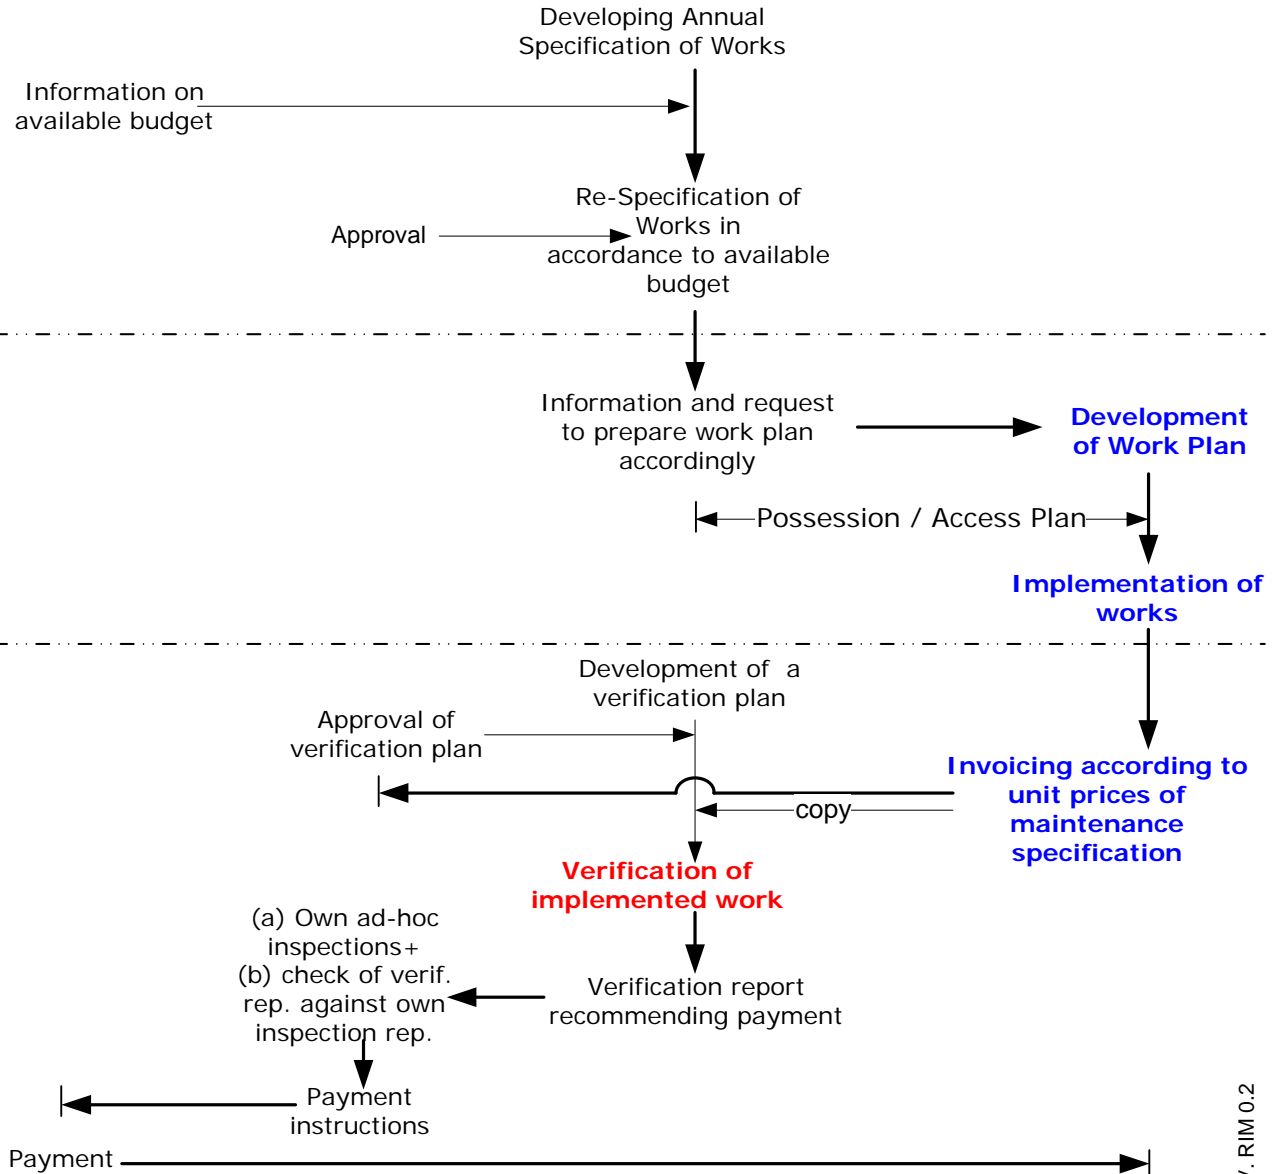 Developing Annual
Specification of Works
Information on
available budget
Re-Specification of
Works in
accordance to available
budget
Approval
Information and request
to prepare work plan
accordingly
Development
of Work Plan
Possession / Access Plan
Implementation of
works
Development of a
verification plan
Approval of
verification plan
Invoicing according to
unit prices of
maintenance
specification
copy
Verification of
implemented work
(a) Own ad-hoc
inspections+
(b) check of verif.
rep. against own
inspection rep.
Verification report
recommending payment
Payment
instructions
Payment
RIM 0.2